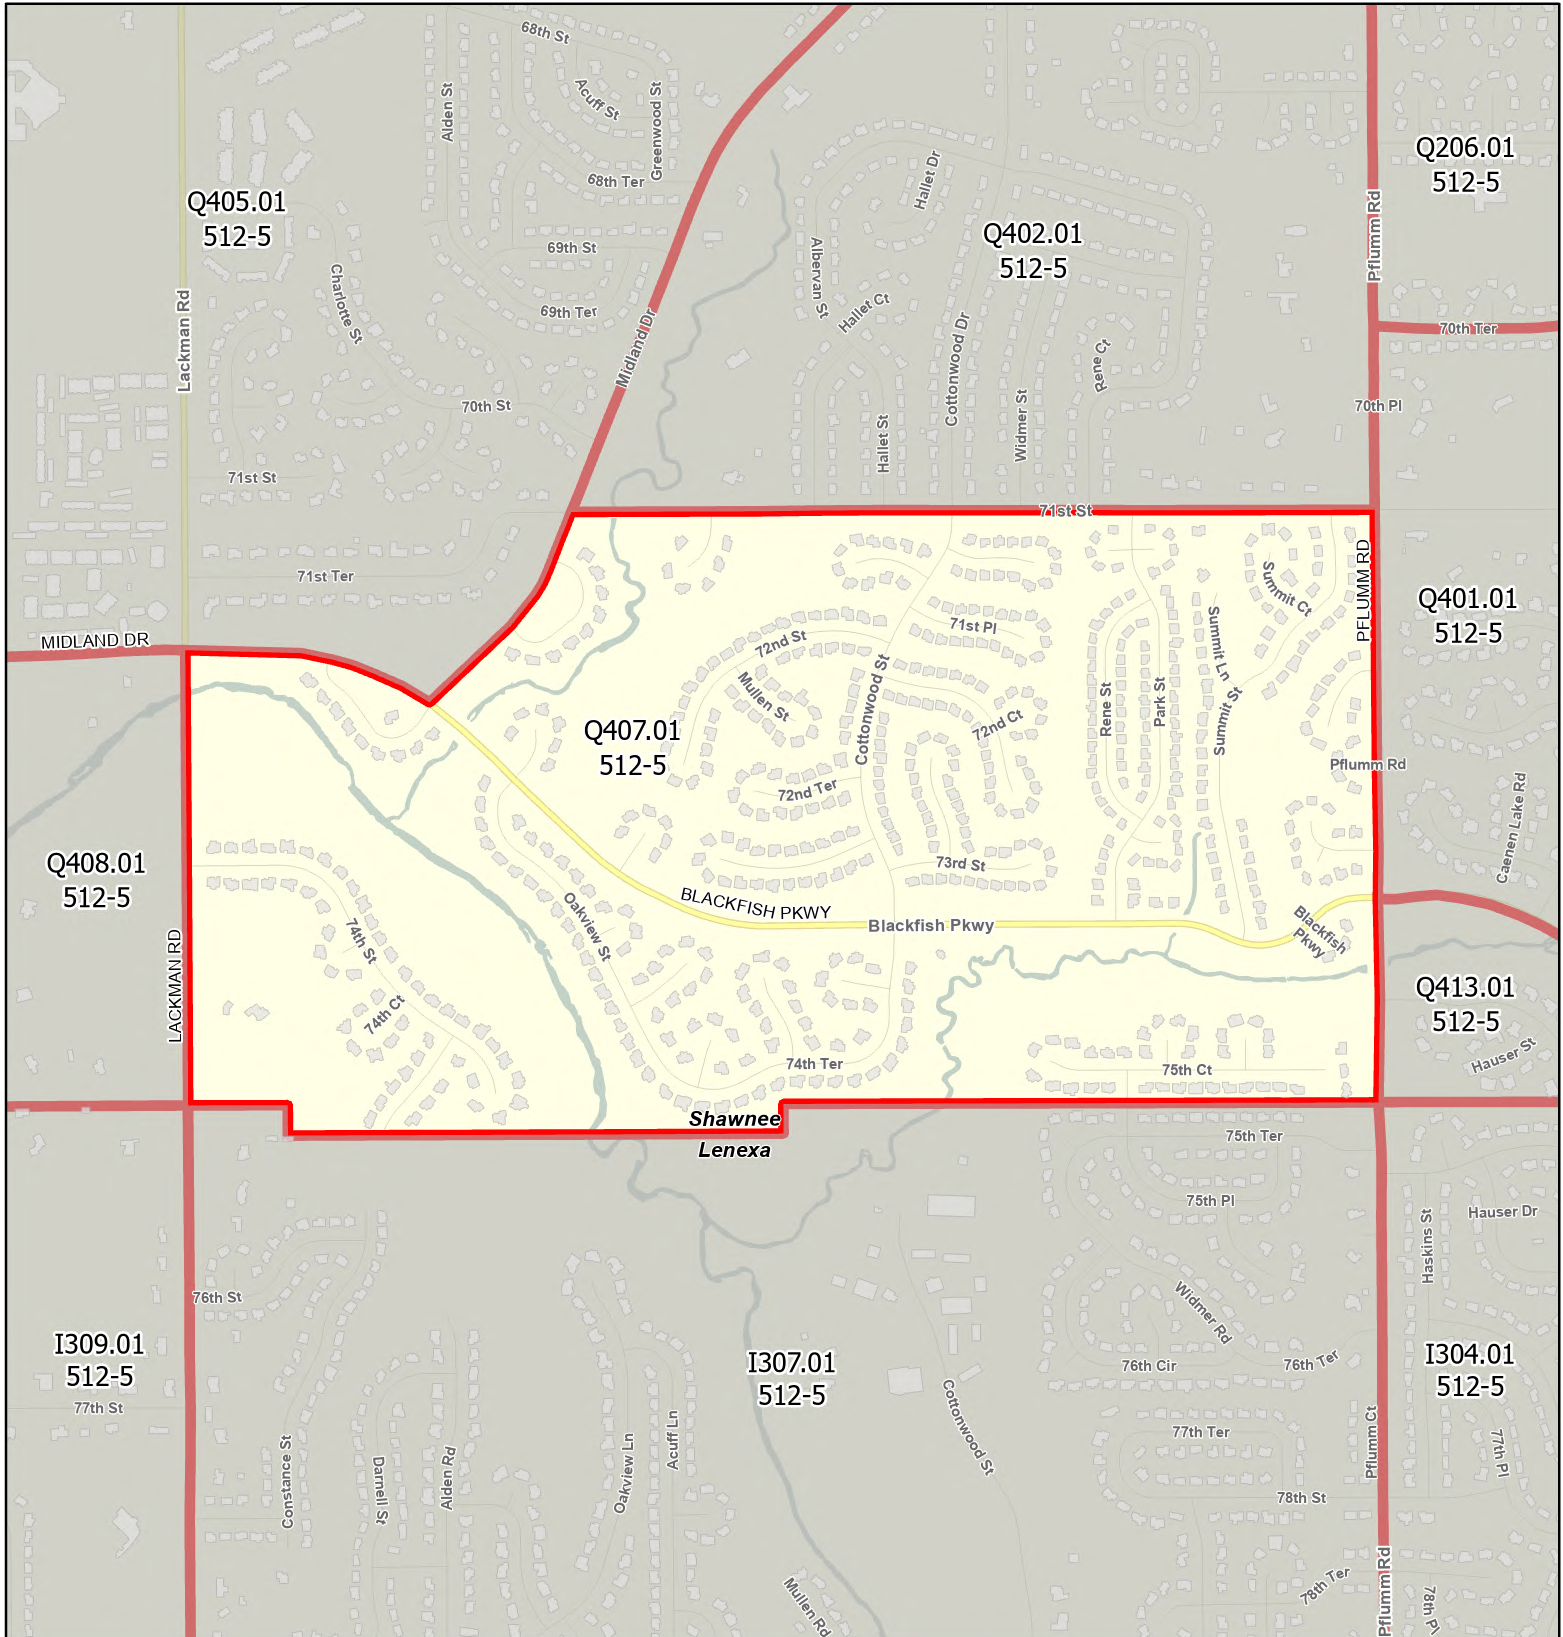 68th St
Acuff St
Alden St
Greenwood St
68th Ter
Q405.01
512-5
69th St
Charlotte St
69th Ter
Lackman Rd
Midland Dr
70th St
71st St
71st Ter
MIDLAND DR
Hallet Dr
Q402.01
512-5
Albervan St
Hallet Ct
Cottonwood Dr
Rene Ct
Widmer St
Hallet St
Q206.01
512-5
Pflumm Rd
70th Ter
70th Pl
71st St
PFLUMM RD
Q401.01
512-5
Summit Ct
Summit Ln
71st Pl
72nd St
Mullen St
Cottonwood St
72nd Ct
Rene St
Park St
Summit St
Q407.01
512-5
Pflumm Rd
72nd Ter
Caenen Lake Rd
73rd St
Q408.01
512-5
BLACKFISH PKWY
Blackfish Pkwy
Blackfish
Pkwy
Oakview St
74th St
LACKMAN RD
74th Ct
Q413.01
512-5
Hauser St
74th Ter
75th Ct
Shawnee
Lenexa
75th Ter
75th Pl
Haskins St
Hauser Dr
76th St
Widmer Rd
I309.01
512-5
I307.01
512-5
76th Cir
76th Ter
I304.01
512-5
77th St
Cottonwood St
Pflumm Ct
77th Ter
77th Pl
Constance St
Darnell St
Alden Rd
Oakview Ln
Acuff Ln
78th St
Mullen Rd
78th Ter
Pflumm Rd
78th Pl